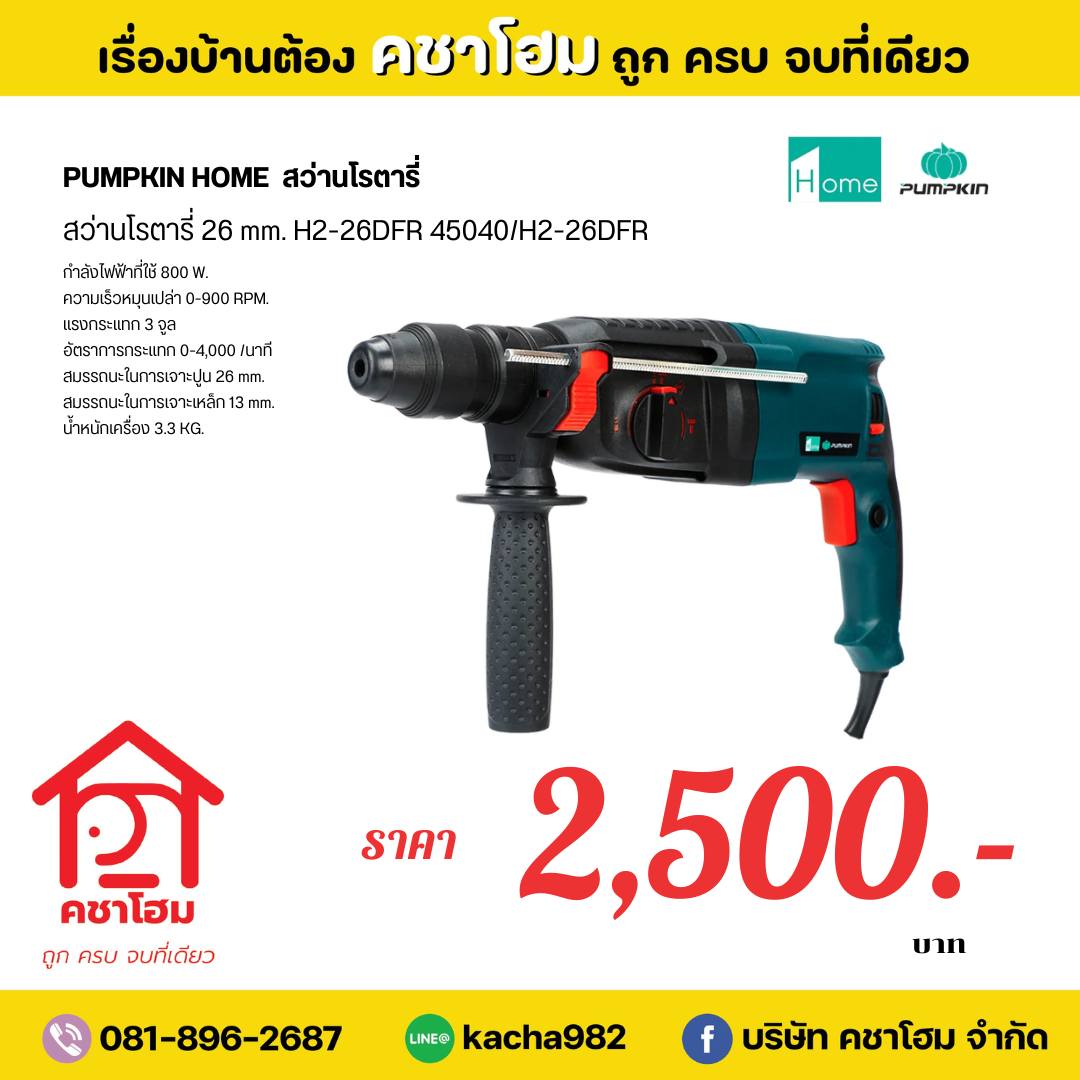 เรื่องบ้านต้อง คชาโฮม ถูก ครบ จบที่เดียว
Home PUMPKIN
PUMPKIN HOME สว่านโรตารี่
สว่านโรตารี่ 26 mm. H2-26DFR 45040/H2-26DFR
กำลังไฟฟ้าที่ใช้ 800 W.
ความเร็วหมุนเปล่า 0-900 RPM.
แรงกระแทก 3 จูล
อัตราการกระแทก 0-4,000 /นาที
สมรรถนะในการเจาะปูน 26 mm.
สมรรถนะในการเจาะเหล็ก 13 mm.
น้ำหนักเครื่อง 3.3 KG.
PUMPKIN
ราคา 2,500.-
บาท
คชาโฮม
ถูก ครบ จบที่เดียว
081-896-2687 LINE@ kacha982 f บริษัท คชาโฮม จำกัด